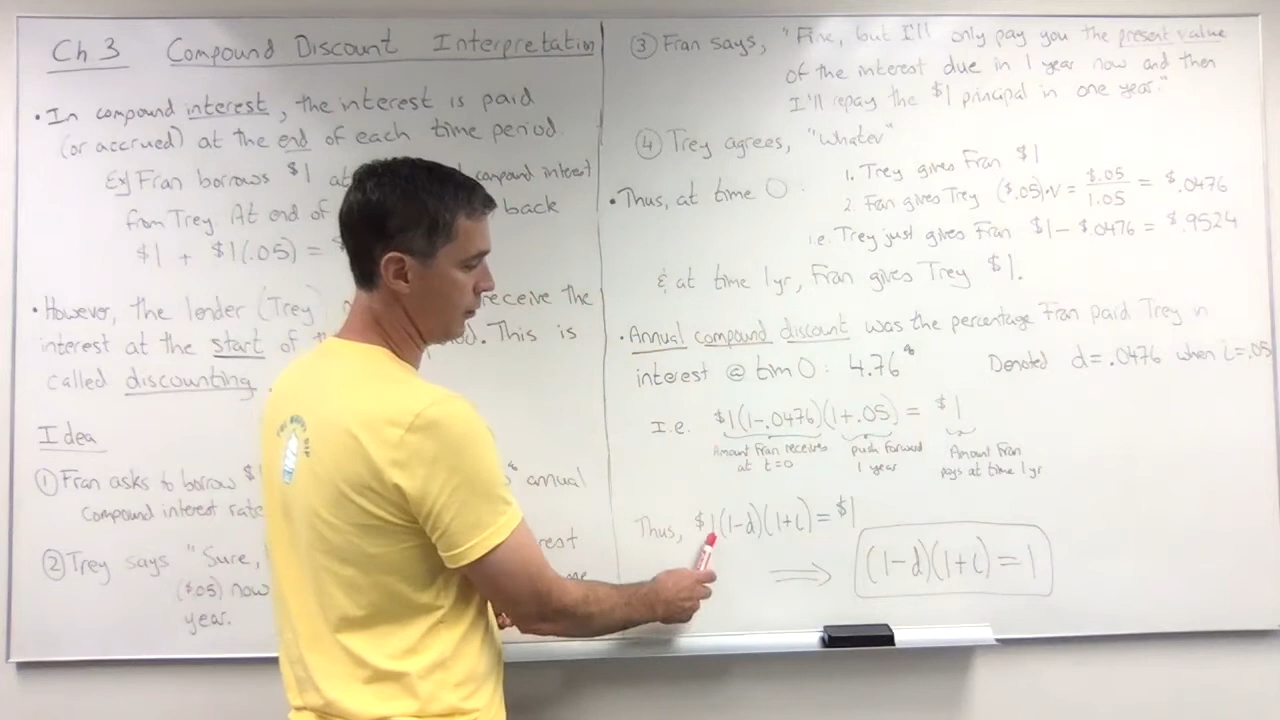 Ch 3 Compound Discount Interpretation
• In compound interest, the interest is paid
(or accrued) at the end of each time period.
Ex/ Fran borrows $1 at compound interest
from Trey. At end of back
$1 + $1(.05) =
• However, the lender (Trey) receive the
interest at the start of This is
called discounting.
Idea
① Fran asks to borrow $ % annual
compound interest rate
② Trey says "Sure,
($.05) now
year.
③ Fran says, "Fine, but I'll only pay you the present value
of the interest due in 1 year now and then
I'll repay the $1 principal in one year."
④ Trey agrees, "whatev"
• Thus, at time 0: 1. Trey gives Fran $1
2. Fran gives Trey ($.05)·v = $.05/1.05 = $.0476
i.e. Trey just gives Fran $1 - $.0476 = $.9524
& at time 1yr, Fran gives Trey $1.
• Annual compound discount was the percentage Fran paid Trey in
interest @ tim 0: 4.76% Denoted d=.0476 when i=.05
I.e. $1(1-.0476)(1+.05) = $1
Amount Fran receives at t=0 push forward 1 year Amount Fran pays at time 1yr
Thus, $1(1-d)(1+i) = $1
⟹ (1-d)(1+i) = 1